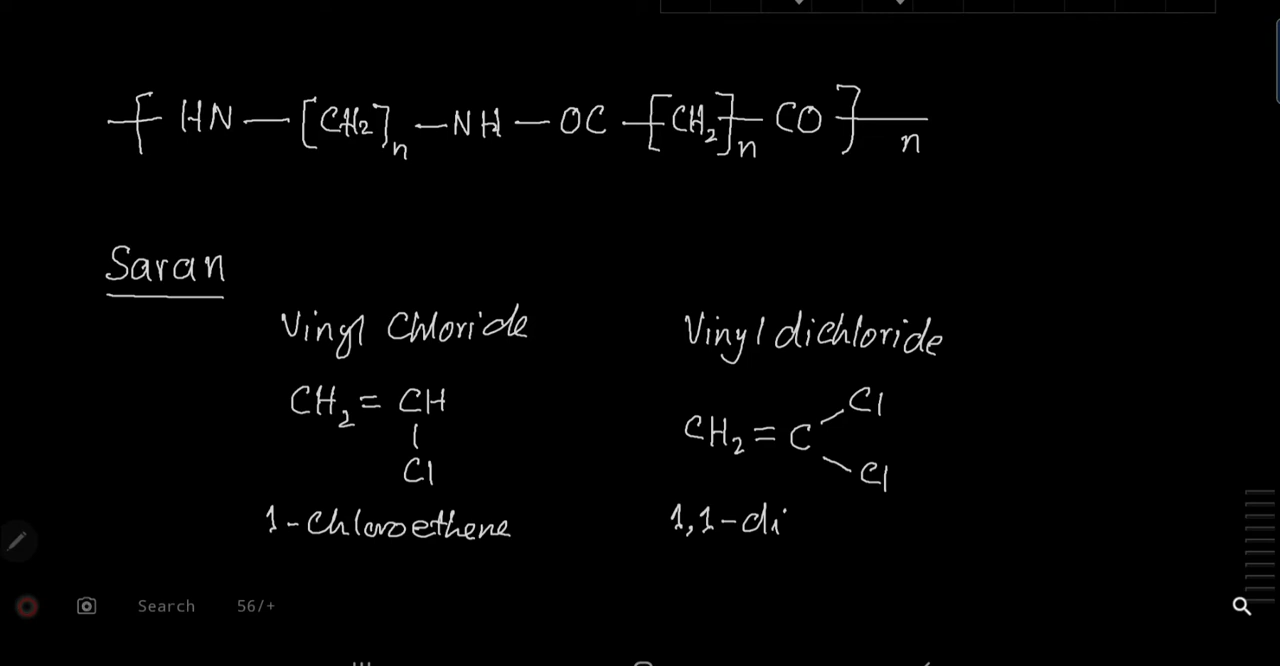 [ HN — [CH₂]n — NH — OC — [CH₂]n — CO ]n
Saran
Vinyl Chloride
Vinyl dichloride
CH₂ = CH
|
Cl
CH₂ = C
Cl
Cl
1-Chloroethene
1,1-di
Search 56/+